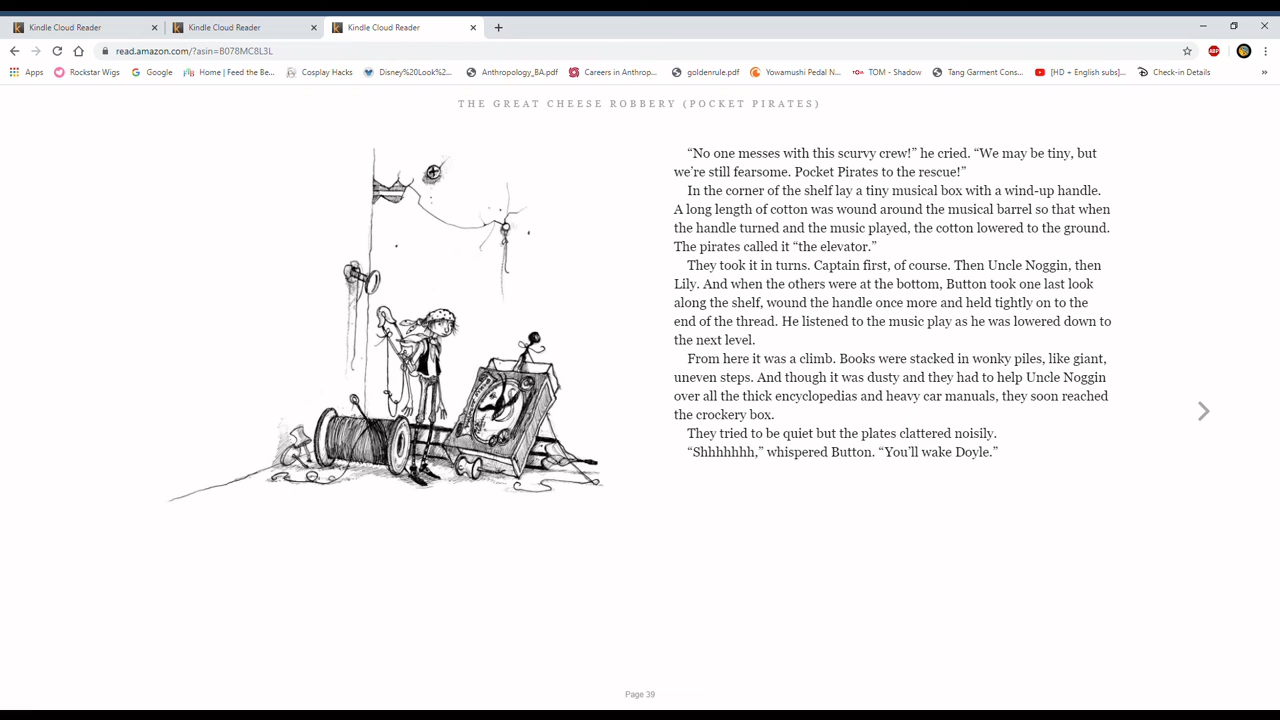 Kindle Cloud Reader
Kindle Cloud Reader
Kindle Cloud Reader
read.amazon.com/?asin=B078MC8L3L
ABP
Apps
Rockstar Wigs
Google
Home | Feed the Be...
Cosplay Hacks
Disney%20Look%2...
Anthropology_BA.pdf
Careers in Anthrop...
goldenrule.pdf
Yowamushi Pedal N...
TOM - Shadow
Tang Garment Cons...
[HD + English subs]...
Check-in Details
THE GREAT CHEESE ROBBERY (POCKET PIRATES)
“No one messes with this scurvy crew!” he cried. “We may be tiny, but
we’re still fearsome. Pocket Pirates to the rescue!”
In the corner of the shelf lay a tiny musical box with a wind-up handle.
A long length of cotton was wound around the musical barrel so that when
the handle turned and the music played, the cotton lowered to the ground.
The pirates called it “the elevator.”
They took it in turns. Captain first, of course. Then Uncle Noggin, then
Lily. And when the others were at the bottom, Button took one last look
along the shelf, wound the handle once more and held tightly on to the
end of the thread. He listened to the music play as he was lowered down to
the next level.
From here it was a climb. Books were stacked in wonky piles, like giant,
uneven steps. And though it was dusty and they had to help Uncle Noggin
over all the thick encyclopedias and heavy car manuals, they soon reached
the crockery box.
They tried to be quiet but the plates clattered noisily.
“Shhhhhhh,” whispered Button. “You’ll wake Doyle.”
Page 39